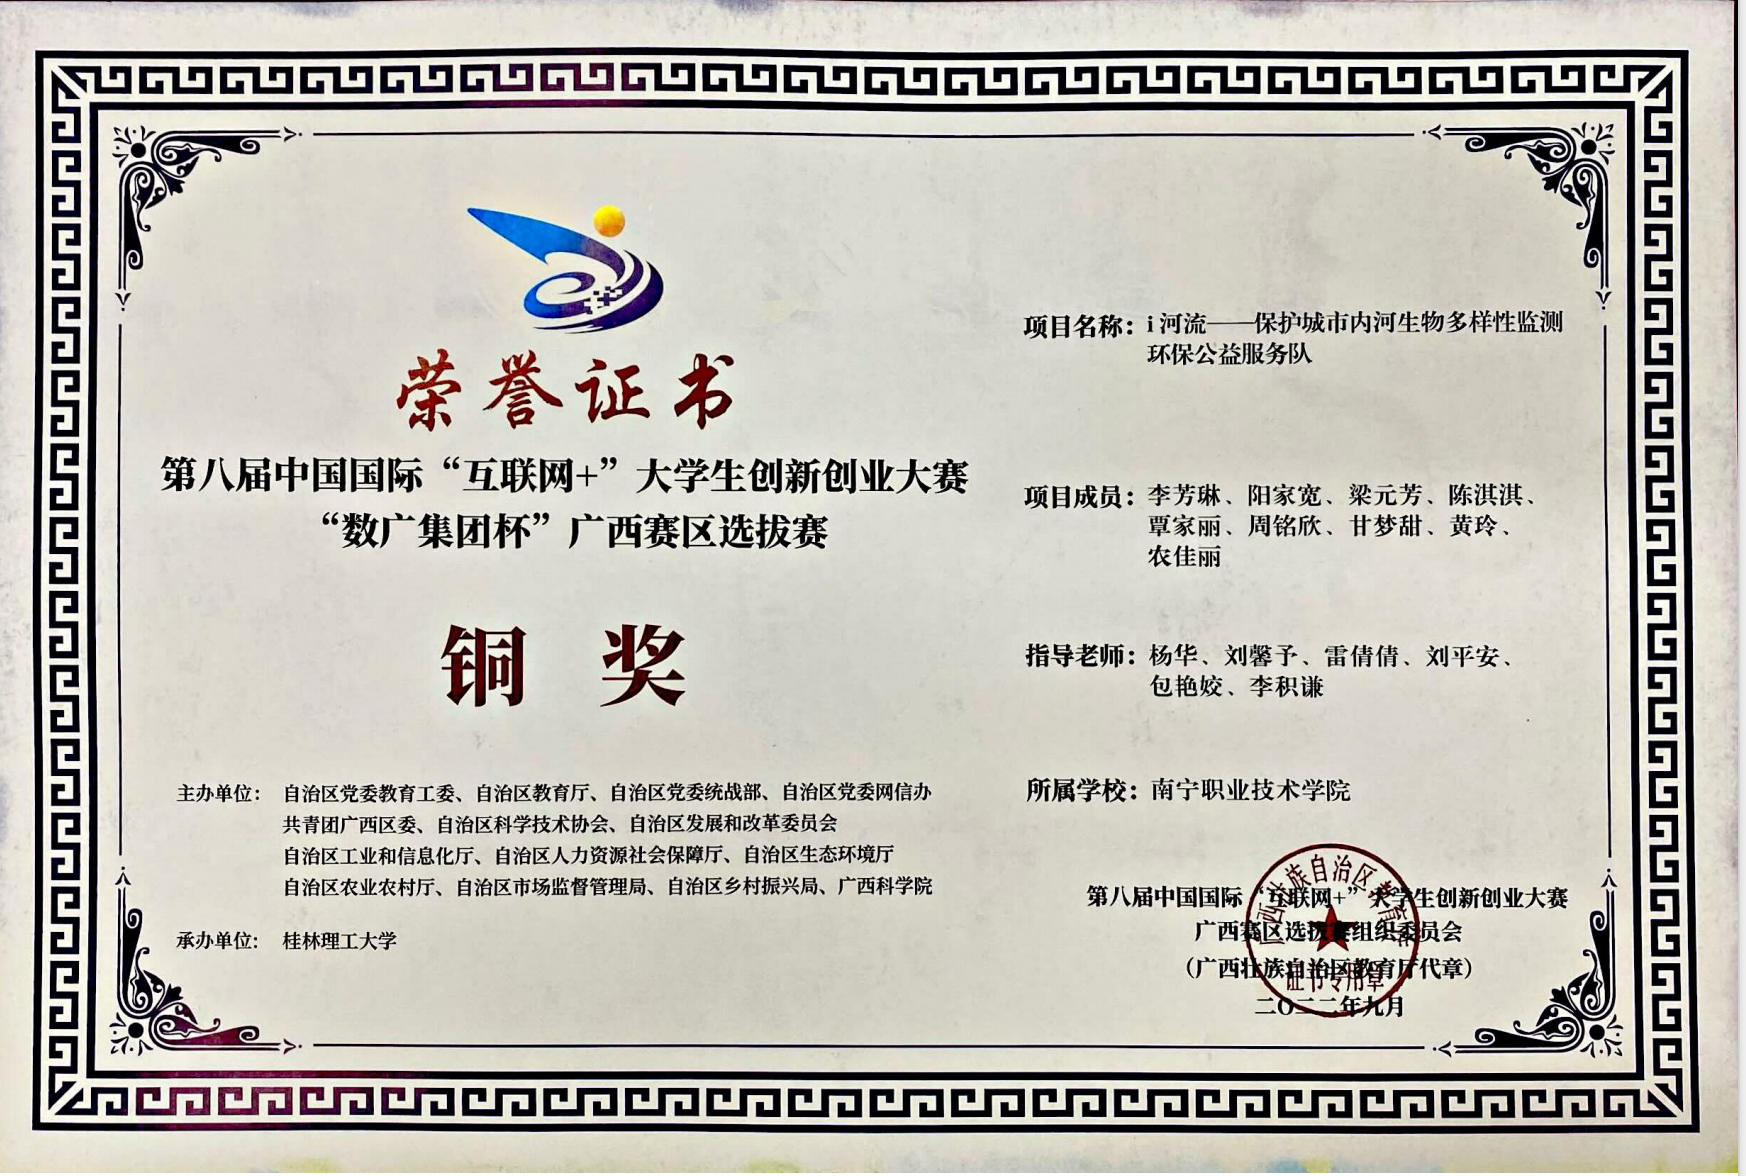 荣誉证书
第八届中国国际“互联网+”大学生创新创业大赛
“数广集团杯”广西赛区选拔赛
铜 奖
主办单位： 自治区党委教育工委、自治区教育厅、自治区党委统战部、自治区党委网信办
共青团广西区委、自治区科学技术协会、自治区发展和改革委员会
自治区工业和信息化厅、自治区人力资源社会保障厅、自治区生态环境厅
自治区农业农村厅、自治区市场监督管理局、自治区乡村振兴局、广西科学院
承办单位： 桂林理工大学
项目名称：i河流——保护城市内河生物多样性监测
环保公益服务队
项目成员：李芳琳、阳家宽、梁元芳、陈淇淇、
覃家丽、周铭欣、甘梦甜、黄玲、
农佳丽
指导老师：杨华、刘馨予、雷倩倩、刘平安、
包艳姣、李积谦
所属学校：南宁职业技术学院
第八届中国国际“互联网+”大学生创新创业大赛
广西赛区选拔赛组织委员会
（广西壮族自治区教育厅代章）
二〇二二年九月
广西壮族自治区教育厅
证书专用章